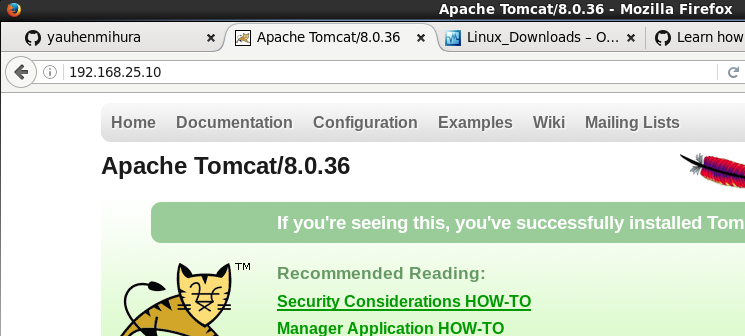 Apache Tomcat/8.0.36 - Mozilla Firefox
yauhenmihura
Apache Tomcat/8.0.36
Linux_Downloads – O...
Learn how
192.168.25.10
Home Documentation Configuration Examples Wiki Mailing Lists
Apache Tomcat/8.0.36
If you're seeing this, you've successfully installed Tom
TM
Recommended Reading:
Security Considerations HOW-TO
Manager Application HOW-TO